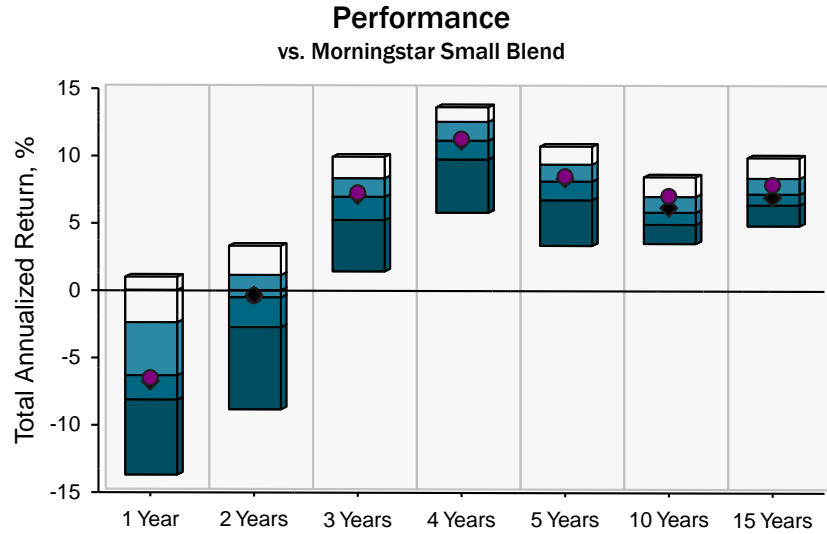 Performance
vs. Morningstar Small Blend
Total Annualized Return, %
15
10
5
0
-5
-10
-15
1 Year
2 Years
3 Years
4 Years
5 Years
10 Years
15 Years